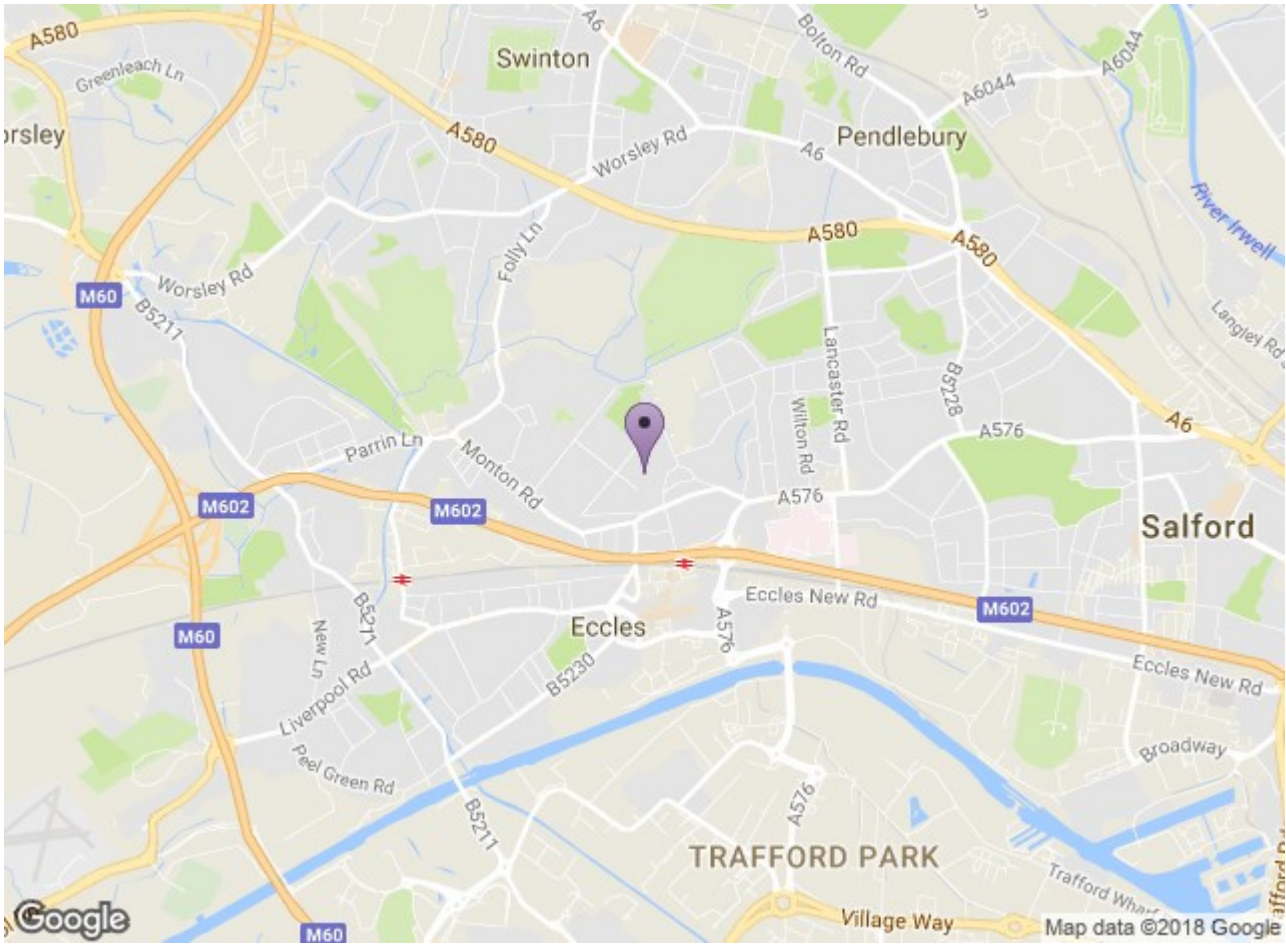 A580
Greenleach Ln
Swinton
A6
Bolton Rd
A6044
A6044
orsley
A580
Worsley Rd
A6
Pendlebury
River Irwell
Folly Ln
A580
A580
Worsley Rd
M60
B5211
Langley Rd
Lancaster Rd
B5228
Wilton Rd
A6
A576
Parrin Ln
Monton Rd
M602
M602
A576
Salford
Eccles New Rd
M602
B5211
Eccles
A576
New Ln
M60
B5230
Eccles New Rd
Liverpool Rd
Peel Green Rd
Broadway
B5211
A576
TRAFFORD PARK
Trafford Wharf
afford Rd
Google
Village Way
Map data ©2018 Google
M60